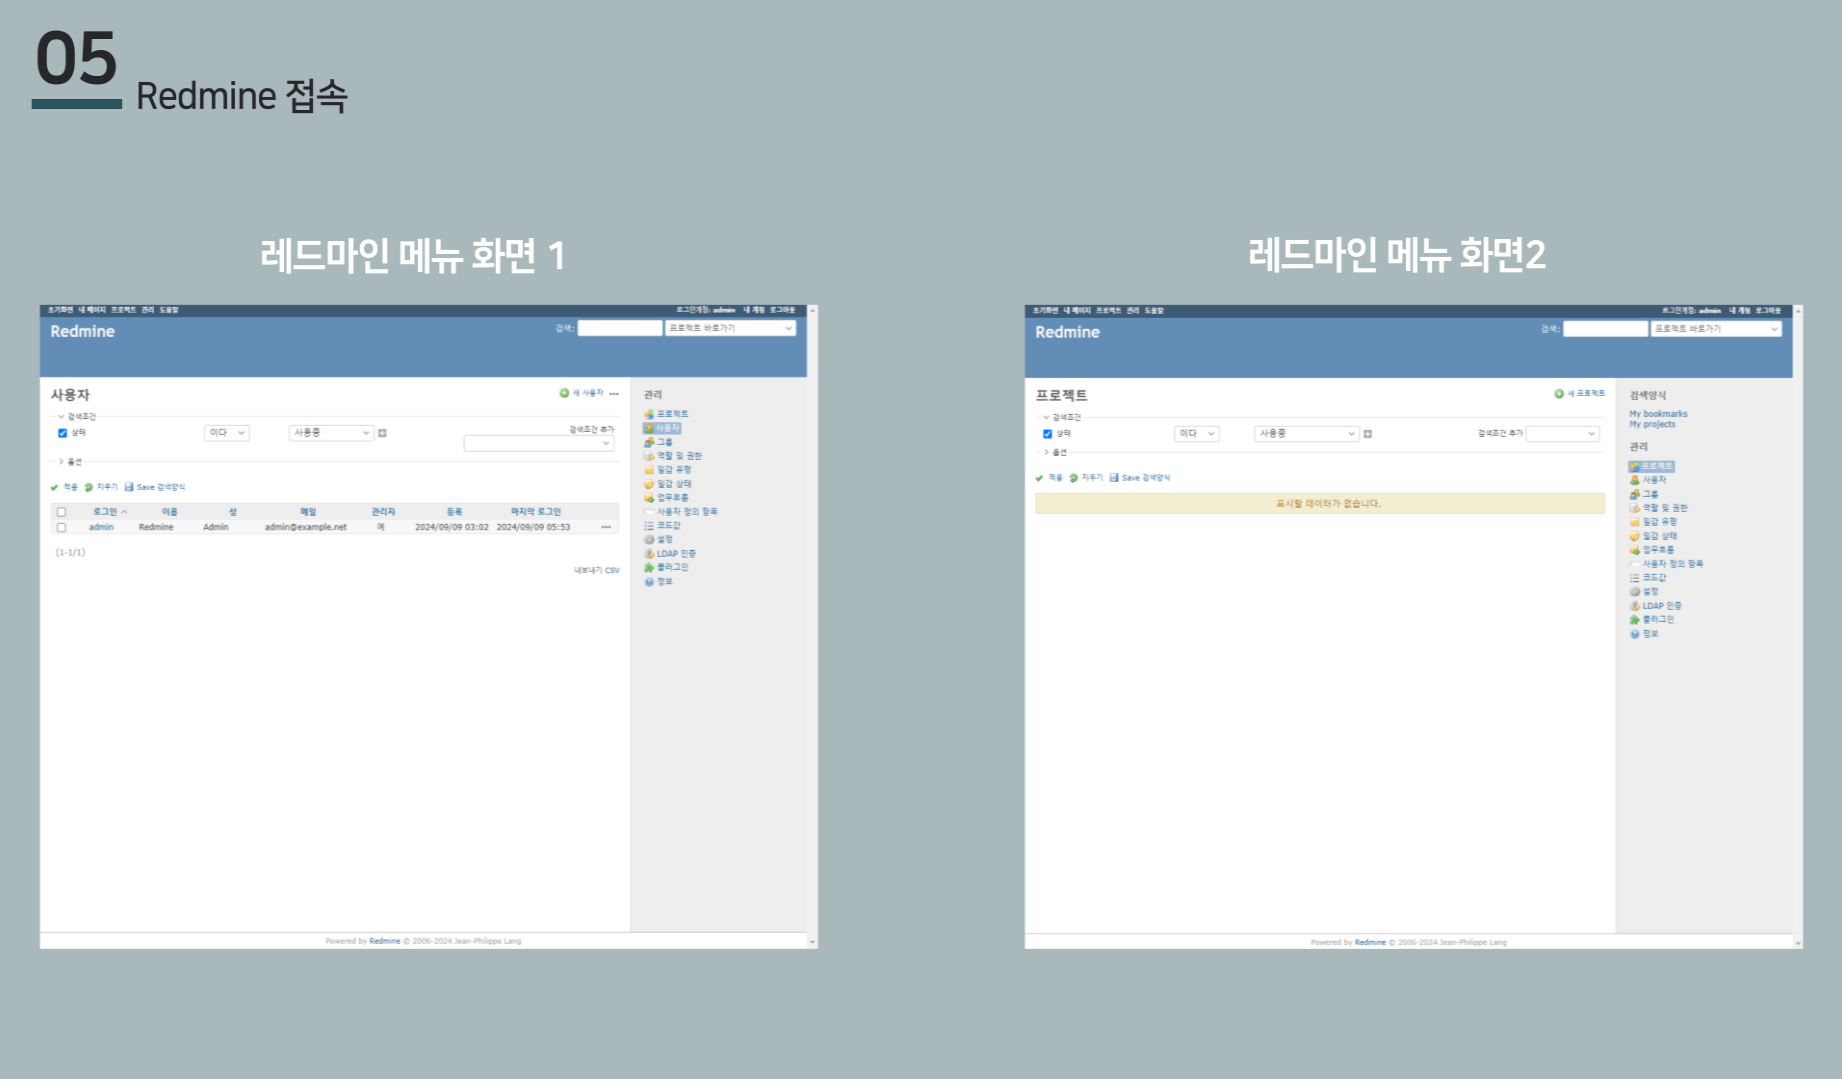 05
Redmine 접속
레드마인 메뉴 화면 1
초기화면 내 페이지 프로젝트 관리 도움말
로그인계정: admin 내 계정 로그아웃
Redmine
검색:
프로젝트 바로가기
사용자
새 사용자 •••
검색조건
상태
이다
사용중
검색조건 추가
옵션
적용 지우기 Save 검색양식
로그인 이름 성 메일 관리자 등록 마지막 로그인
admin Redmine Admin admin@example.net 예 2024/09/09 03:02 2024/09/09 05:53 •••
(1-1/1)
내보내기 CSV
관리
프로젝트
사용자
그룹
역할 및 권한
일감 유형
일감 상태
업무흐름
사용자 정의 항목
코드값
설정
LDAP 인증
플러그인
정보
Powered by Redmine © 2006-2024 Jean-Philippe Lang
레드마인 메뉴 화면2
초기화면 내 페이지 프로젝트 관리 도움말
로그인계정: admin 내 계정 로그아웃
Redmine
검색:
프로젝트 바로가기
프로젝트
새 프로젝트
검색조건
상태
이다
사용중
검색조건 추가
옵션
적용 지우기 Save 검색양식
표시할 데이터가 없습니다.
검색양식
My bookmarks
My projects
관리
프로젝트
사용자
그룹
역할 및 권한
일감 유형
일감 상태
업무흐름
사용자 정의 항목
코드값
설정
LDAP 인증
플러그인
정보
Powered by Redmine © 2006-2024 Jean-Philippe Lang